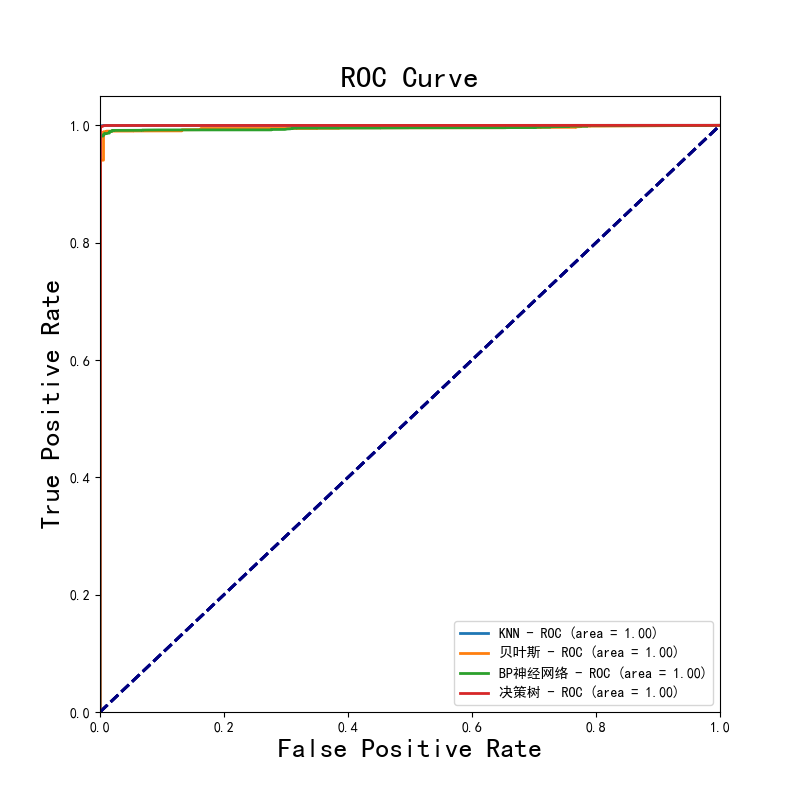 ROC Curve
True Positive Rate
1.0
0.8
0.6
0.4
0.2
0.0
0.0 0.2 0.4 0.6 0.8 1.0
False Positive Rate
KNN - ROC (area = 1.00)
贝叶斯 - ROC (area = 1.00)
BP神经网络 - ROC (area = 1.00)
决策树 - ROC (area = 1.00)